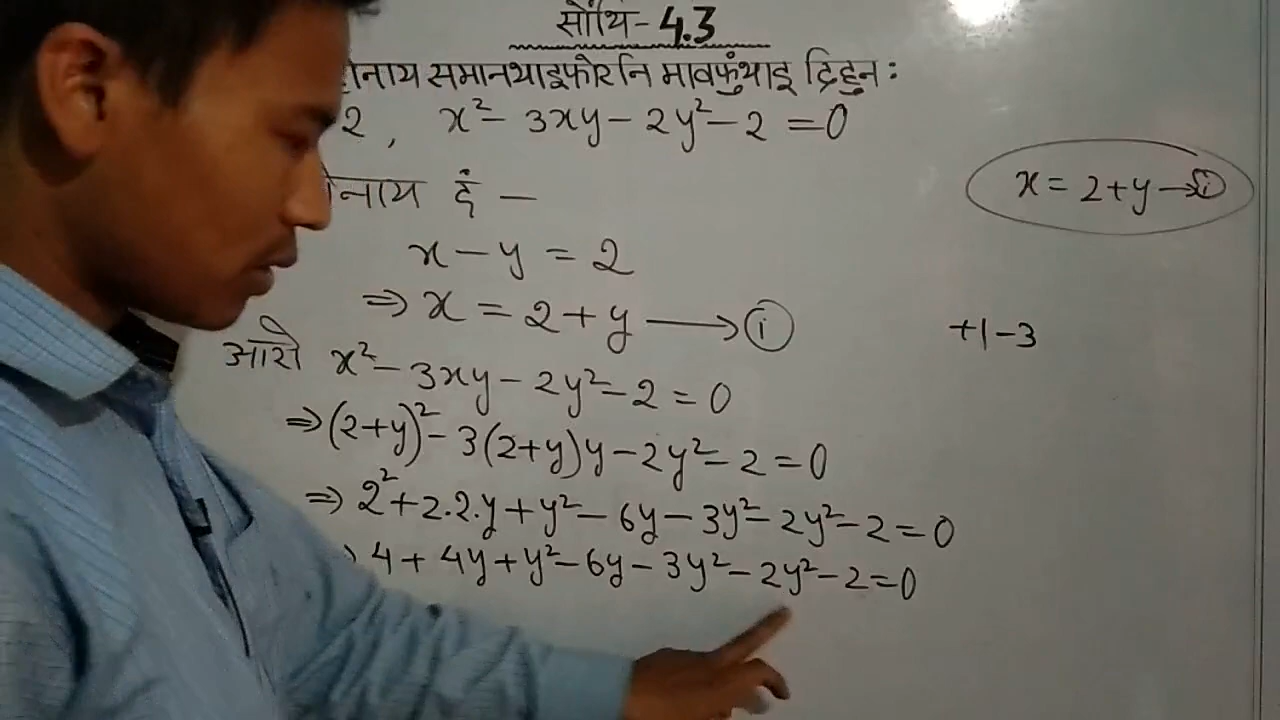 सोंथि- 4.3
होनाय समानथाइफोरनि मावफुंथाइ दिहुन :
2 , x² - 3xy - 2y² - 2 = 0
होनाय दं —
x = 2 + y → ⓘ
x - y = 2
⇒ x = 2 + y → ⓘ
+1 - 3
आरो x² - 3xy - 2y² - 2 = 0
⇒ (2+y)² - 3(2+y)y - 2y² - 2 = 0
⇒ 2² + 2.2.y + y² - 6y - 3y² - 2y² - 2 = 0
⇒ 4 + 4y + y² - 6y - 3y² - 2y² - 2 = 0